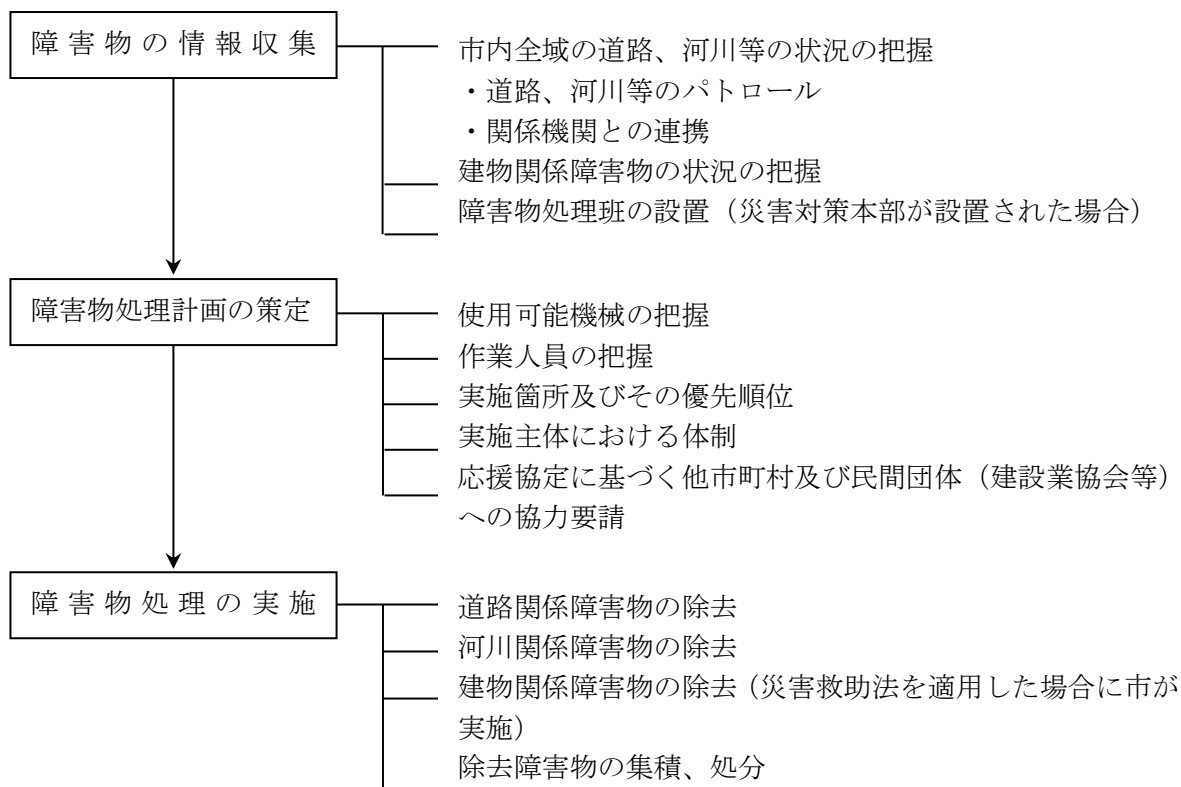 障害物の情報収集
市内全域の道路、河川等の状況の把握
・道路、河川等のパトロール
・関係機関との連携
建物関係障害物の状況の把握
障害物処理班の設置（災害対策本部が設置された場合）
障害物処理計画の策定
使用可能機械の把握
作業人員の把握
実施箇所及びその優先順位
実施主体における体制
応援協定に基づく他市町村及び民間団体（建設業協会等）
への協力要請
障害物処理の実施
道路関係障害物の除去
河川関係障害物の除去
建物関係障害物の除去（災害救助法を適用した場合に市が
実施）
除去障害物の集積、処分